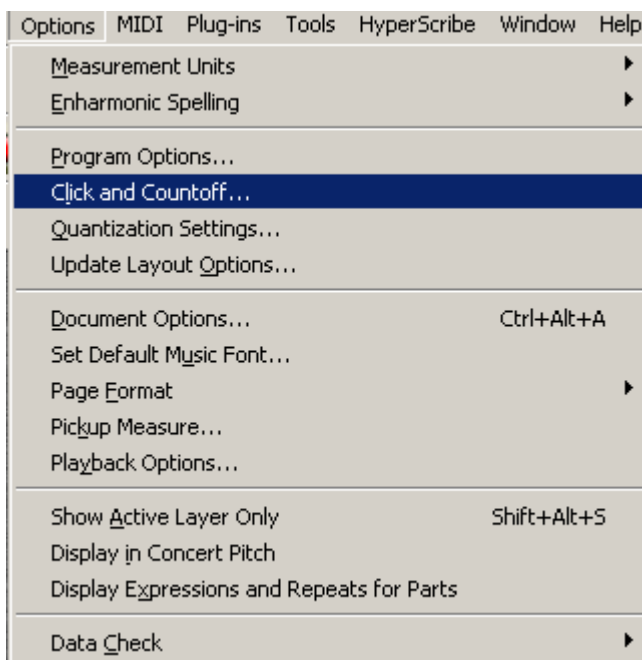 Options MIDI Plug-ins Tools HyperScribe Window Help
Measurement Units
Enharmonic Spelling
Program Options...
Click and Countoff...
Quantization Settings...
Update Layout Options...
Document Options... Ctrl+Alt+A
Set Default Music Font...
Page Format
Pickup Measure...
Playback Options...
Show Active Layer Only Shift+Alt+S
Display in Concert Pitch
Display Expressions and Repeats for Parts
Data Check